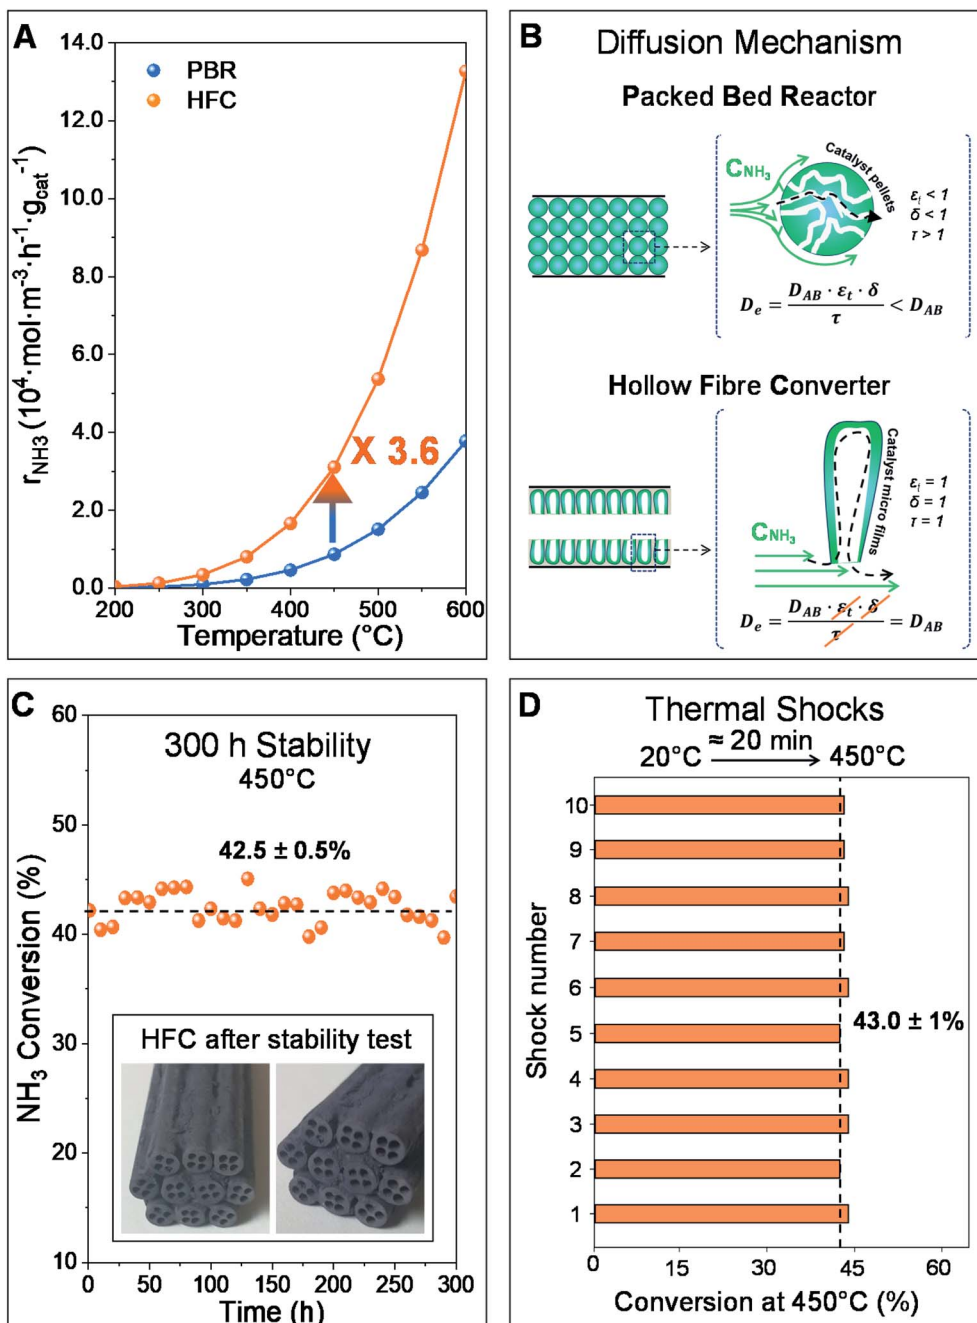 A
14.0
12.0
10.0
8.0
6.0
4.0
2.0
0.0
200
300
400
500
600
r_NH3 (10⁴·mol·m⁻³·h⁻¹·g_cat⁻¹)
Temperature (°C)
PBR
HFC
X 3.6
B
Diffusion Mechanism
Packed Bed Reactor
C_NH₃
Catalyst pellets
ε_t < 1
δ < 1
τ > 1
D_e = D_AB · ε_t · δ / τ < D_AB
Hollow Fibre Converter
C_NH₃
Catalyst micro films
ε_t = 1
δ = 1
τ = 1
D_e = D_AB · ε_t · δ / τ = D_AB
C
60
50
40
30
20
10
0
50
100
150
200
250
300
NH₃ Conversion (%)
Time (h)
300 h Stability
450°C
42.5 ± 0.5%
HFC after stability test
D
Thermal Shocks
≈ 20 min
20°C → 450°C
10
9
8
7
6
5
4
3
2
1
Shock number
43.0 ± 1%
0
15
30
45
60
Conversion at 450°C (%)